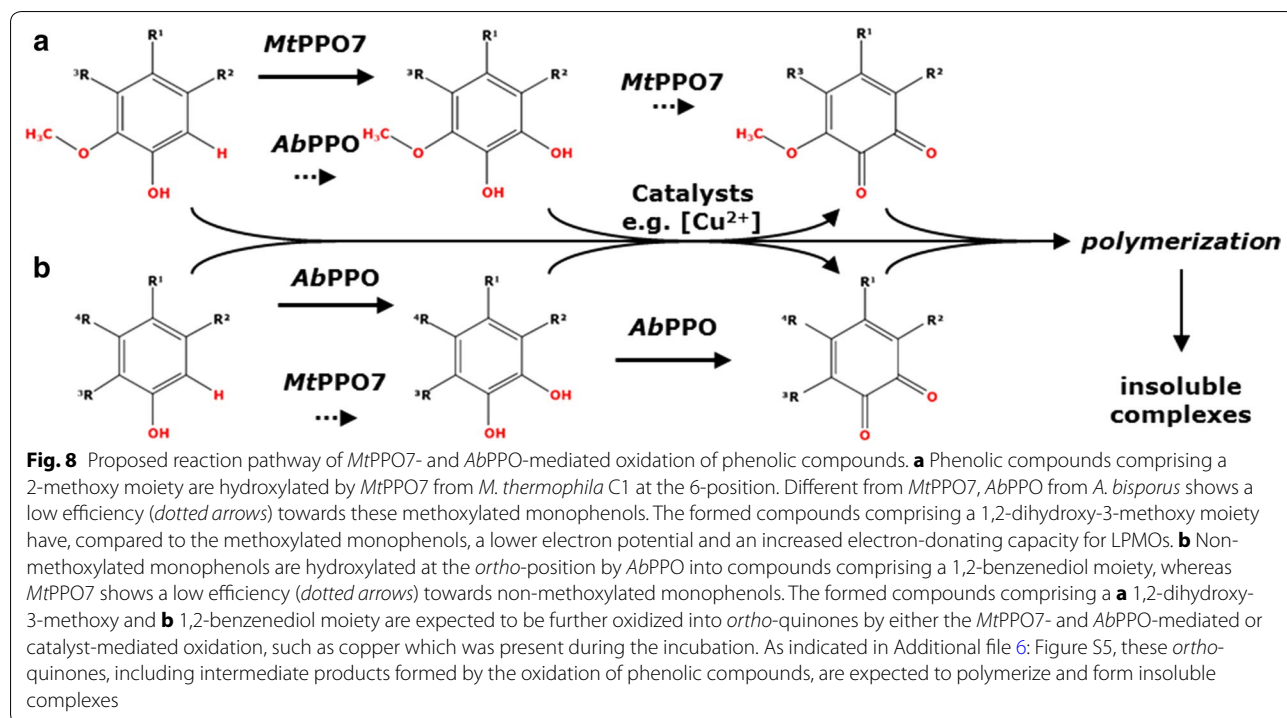 a
R¹
MtPPO7
R¹
R¹
³R
R²
³R
R²
MtPPO7
R³
R²
H₃C
O
H
AbPPO
H₃C
O
OH
H₃C
O
O
OH
OH
O
Catalysts
e.g. [Cu²⁺]
polymerization
b
R¹
AbPPO
R¹
R¹
⁴R
R²
⁴R
R²
AbPPO
⁴R
R²
³R
H
MtPPO7
³R
OH
³R
O
OH
OH
O
insoluble
complexes
Fig. 8 Proposed reaction pathway of MtPPO7- and AbPPO-mediated oxidation of phenolic compounds. a Phenolic compounds comprising a
2-methoxy moiety are hydroxylated by MtPPO7 from M. thermophila C1 at the 6-position. Different from MtPPO7, AbPPO from A. bisporus shows a
low efficiency (dotted arrows) towards these methoxylated monophenols. The formed compounds comprising a 1,2-dihydroxy-3-methoxy moiety
have, compared to the methoxylated monophenols, a lower electron potential and an increased electron-donating capacity for LPMOs. b Non-
methoxylated monophenols are hydroxylated at the ortho-position by AbPPO into compounds comprising a 1,2-benzenediol moiety, whereas
MtPPO7 shows a low efficiency (dotted arrows) towards non-methoxylated monophenols. The formed compounds comprising a a 1,2-dihydroxy-
3-methoxy and b 1,2-benzenediol moiety are expected to be further oxidized into ortho-quinones by either the MtPPO7- and AbPPO-mediated or
catalyst-mediated oxidation, such as copper which was present during the incubation. As indicated in Additional file 6: Figure S5, these ortho-
quinones, including intermediate products formed by the oxidation of phenolic compounds, are expected to polymerize and form insoluble
complexes